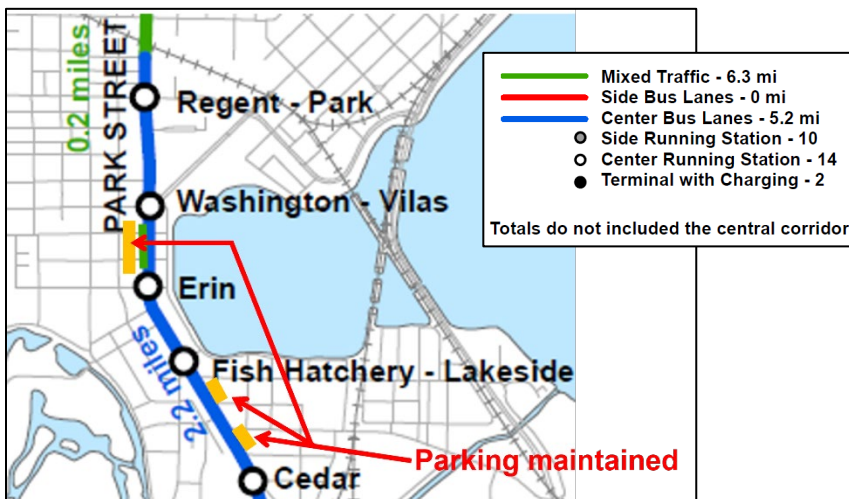 0.2 miles
PARK STREET
Regent - Park
Washington - Vilas
Erin
2.2 miles
Fish Hatchery - Lakeside
Cedar
Parking maintained
Mixed Traffic - 6.3 mi
Side Bus Lanes - 0 mi
Center Bus Lanes - 5.2 mi
Side Running Station - 10
Center Running Station - 14
Terminal with Charging - 2
Totals do not included the central corridor